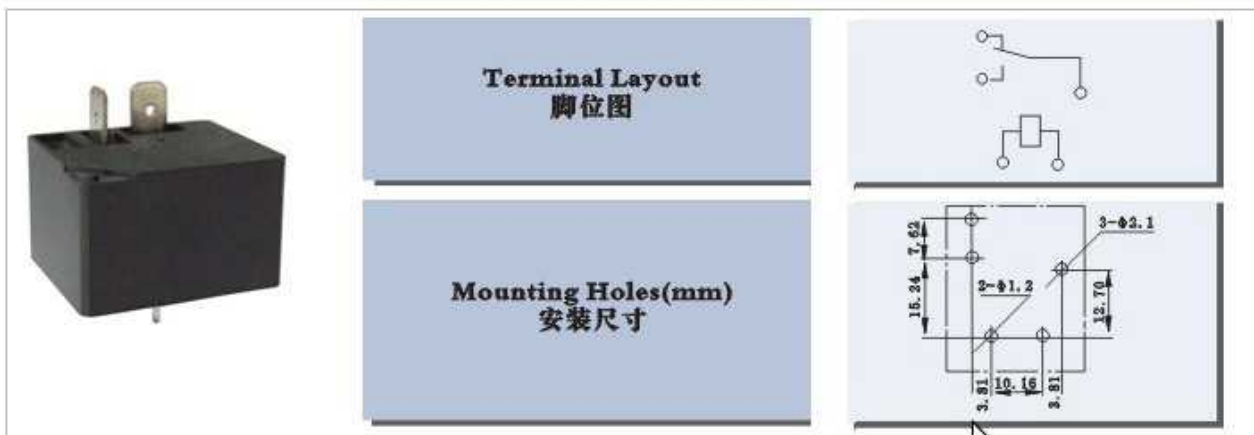 Terminal Layout
脚位图
Mounting Holes(mm)
安装尺寸
7.62
15.24
2-Φ1.2
3-Φ2.1
12.70
3.81
10.16
3.81